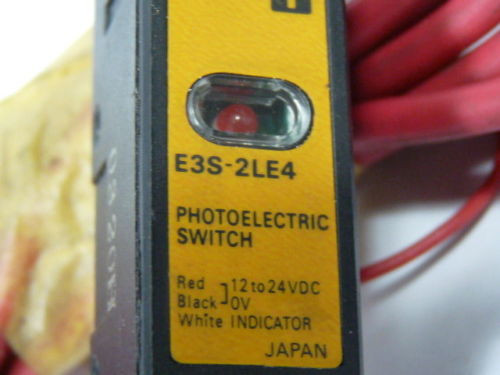 E3S-2LE4
PHOTOELECTRIC
SWITCH
Red ] 12 to 24VDC
Black ] 0V
White INDICATOR
JAPAN